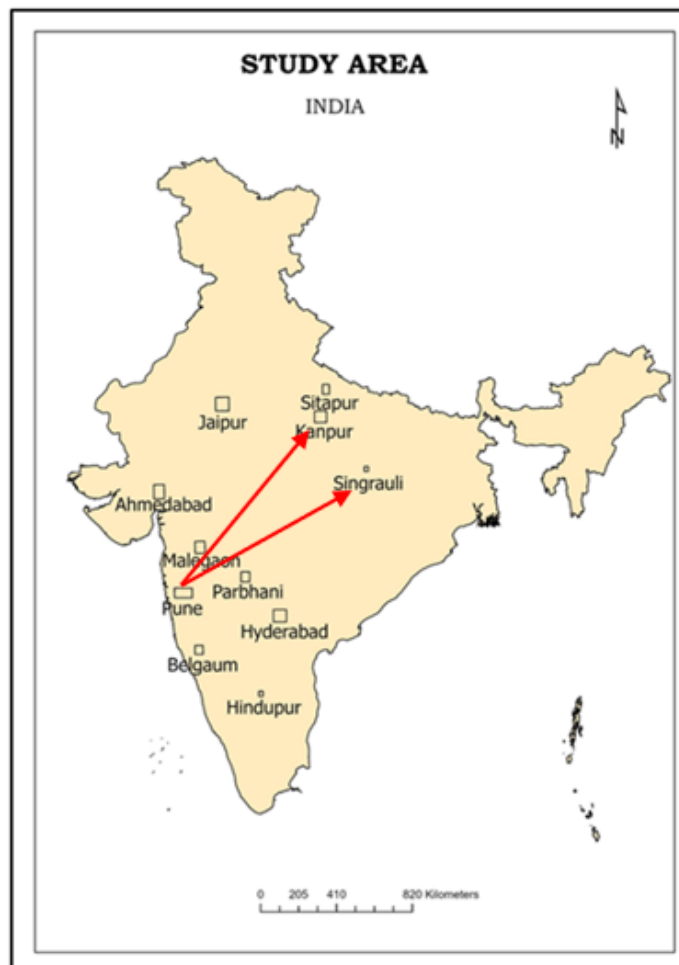 STUDY AREA
INDIA
N
Sitapur
Jaipur
Kanpur
Singrauli
Ahmedabad
Malegaon
Parbhani
Pune
Hyderabad
Belgaum
Hindupur
0 205 410 820 Kilometers